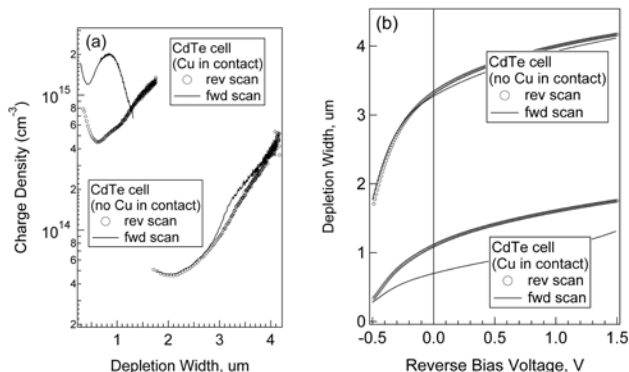 (a)
CdTe cell
(Cu in contact)
rev scan
fwd scan
2
10^15
8
6
4
2
10^14
8
6
4
2
CdTe cell
(no Cu in contact)
rev scan
fwd scan
Charge Density (cm^-3)
1
2
3
4
Depletion Width, um
(b)
CdTe cell
(no Cu in contact)
rev scan
fwd scan
4
3
2
1
0
Depletion Width, um
CdTe cell
(Cu in contact)
rev scan
fwd scan
-0.5
0.0
0.5
1.0
1.5
Reverse Bias Voltage, V